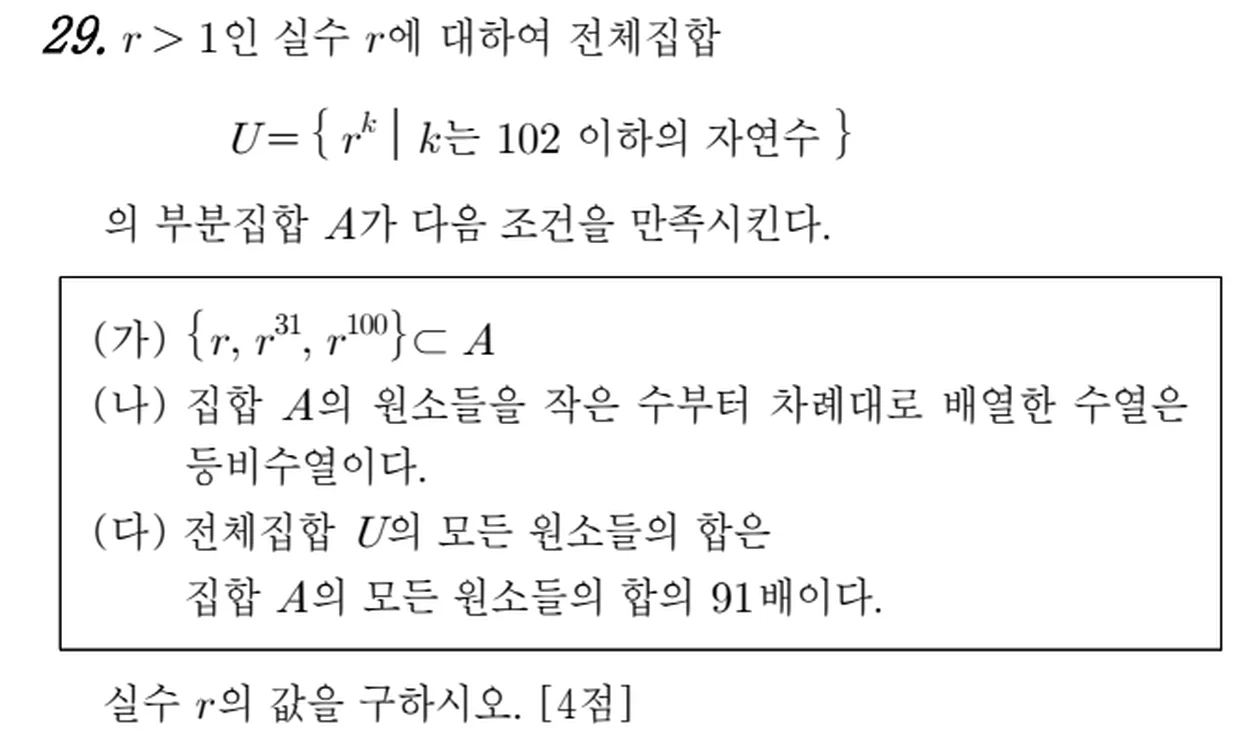 29. r > 1인 실수 r에 대하여 전체집합
U={ r^k | k는 102 이하의 자연수 }
의 부분집합 A가 다음 조건을 만족시킨다.
(가) {r, r^31, r^100}⊂ A
(나) 집합 A의 원소들을 작은 수부터 차례대로 배열한 수열은
등비수열이다.
(다) 전체집합 U의 모든 원소들의 합은
집합 A의 모든 원소들의 합의 91배이다.
실수 r의 값을 구하시오. [4점]